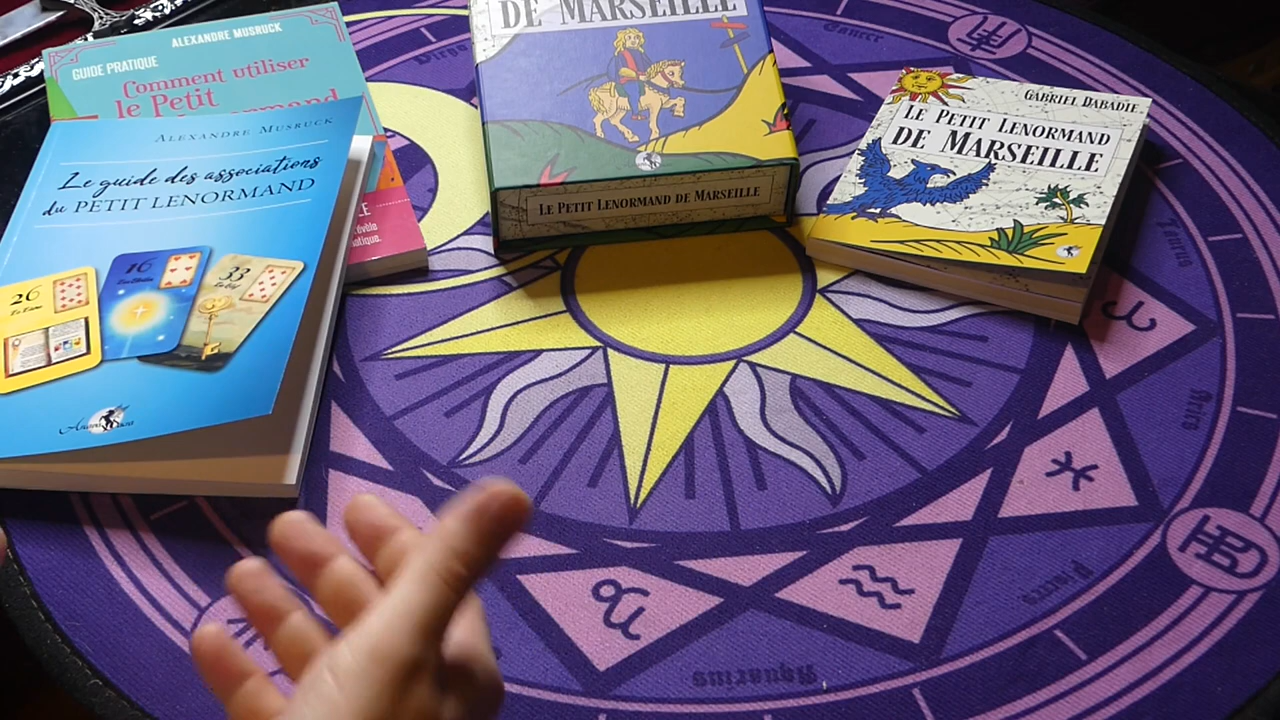 ALEXANDRE MUSRUCK
GUIDE PRATIQUE
Comment utiliser
le Petit
ALEXANDRE MUSRUCK
Le guide des associations
du PETIT LENORMAND
26
16
33
DE MARSEILLE
LE PETIT LENORMAND DE MARSEILLE
GABRIEL DABADIE
LE PETIT LENORMAND
DE MARSEILLE
Virgo
Cancer
Taurus
Aries
Pisces
Aquarius